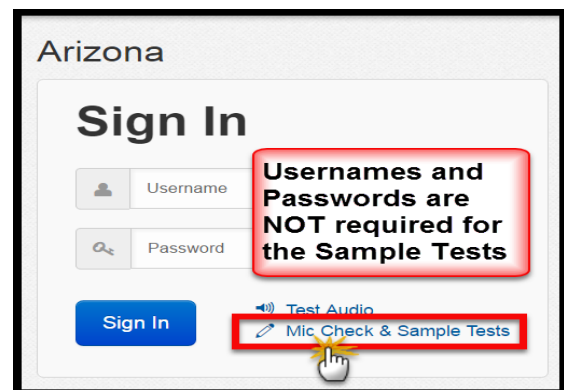 Arizona
Sign In
Username
Password
Usernames and
Passwords are
NOT required for
the Sample Tests
Sign In
Test Audio
Mic Check & Sample Tests